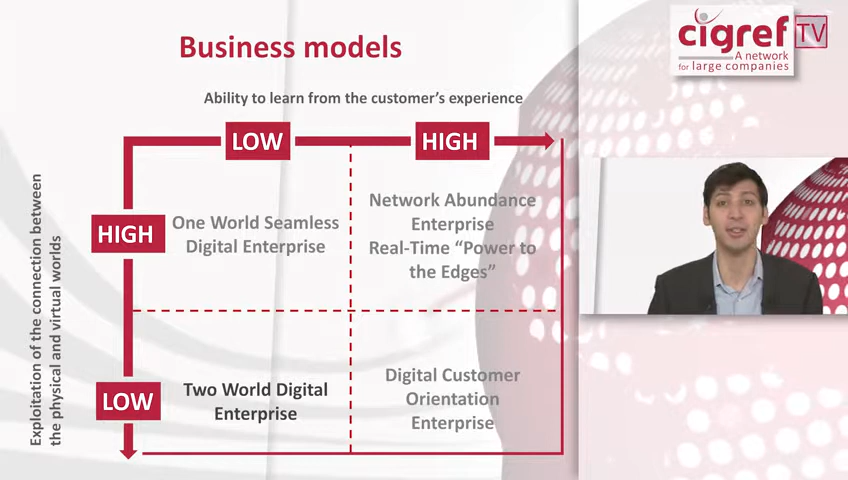 Business models
cigref TV
A network
for large companies
Ability to learn from the customer's experience
LOW
HIGH
Exploitation of the connection between
the physical and virtual worlds
HIGH
One World Seamless
Digital Enterprise
Network Abundance
Enterprise
Real-Time “Power to
the Edges”
LOW
Two World Digital
Enterprise
Digital Customer
Orientation
Enterprise